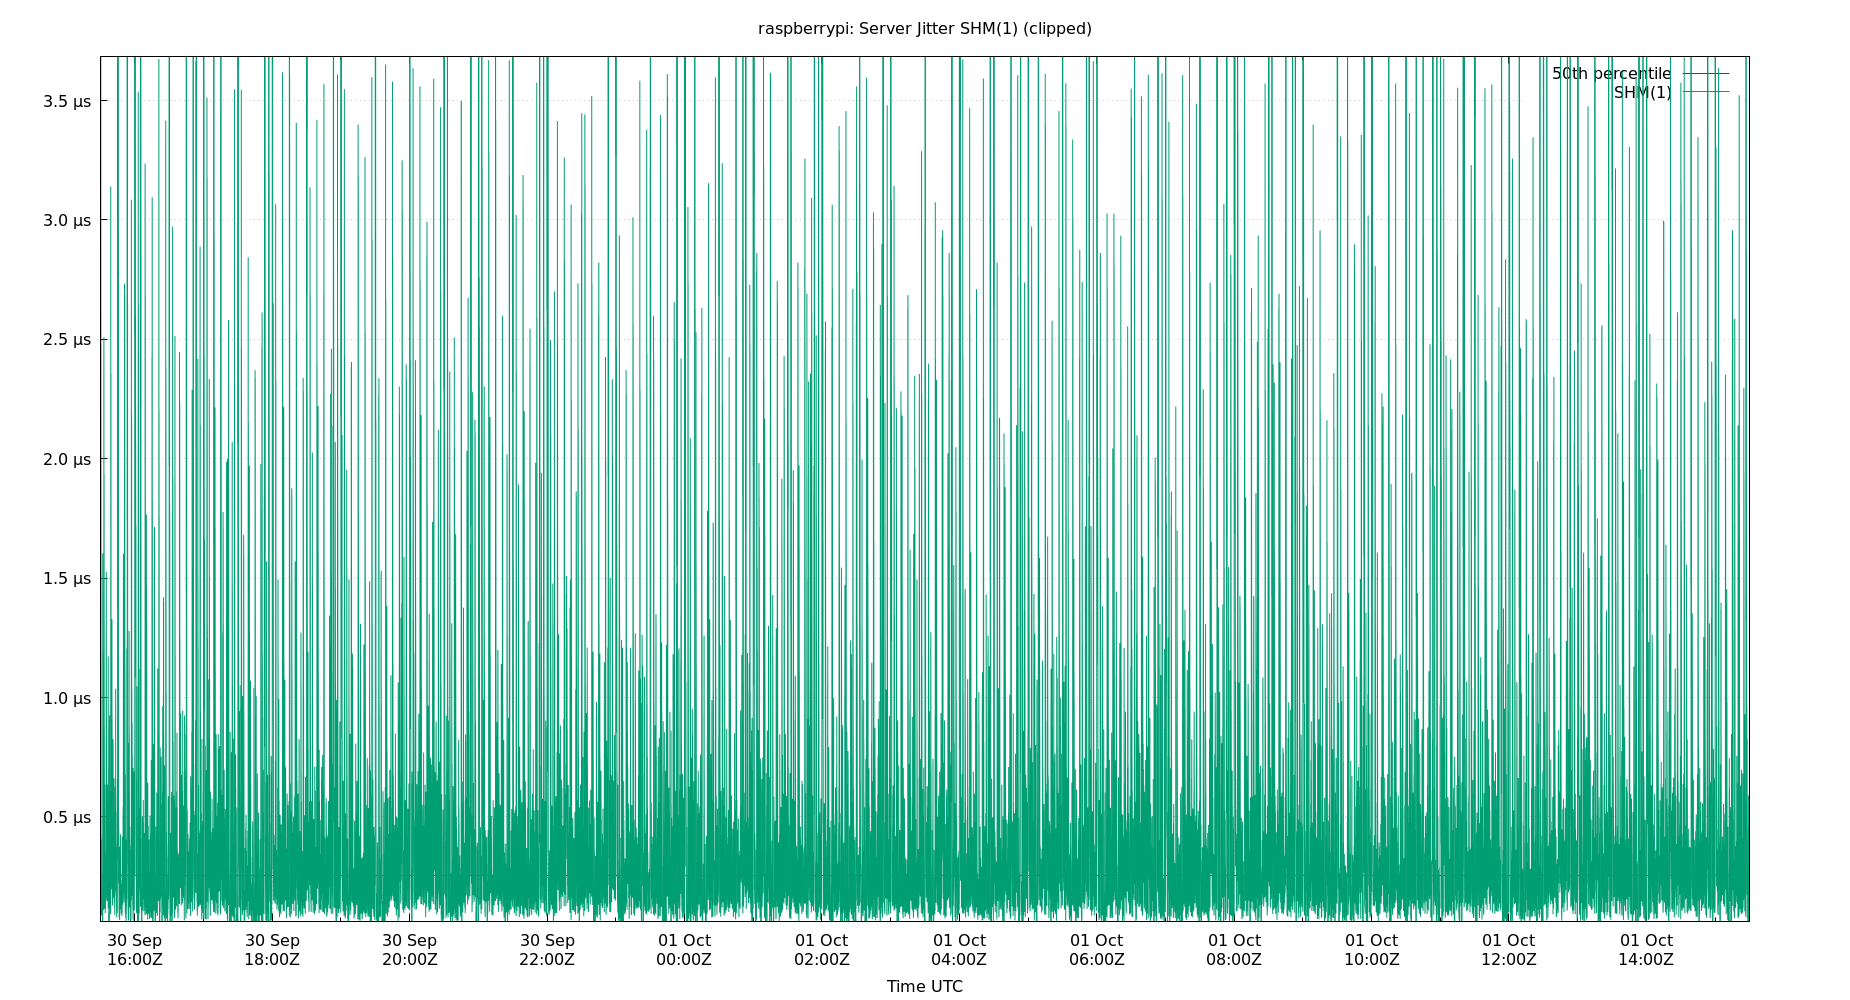 raspberrypi: Server Jitter SHM(1) (clipped)
50th percentile
SHM(1)
3.5 µs
3.0 µs
2.5 µs
2.0 µs
1.5 µs
1.0 µs
0.5 µs
30 Sep 30 Sep 30 Sep 30 Sep 01 Oct 01 Oct 01 Oct 01 Oct 01 Oct 01 Oct 01 Oct 01 Oct
16:00Z 18:00Z 20:00Z 22:00Z 00:00Z 02:00Z 04:00Z 06:00Z 08:00Z 10:00Z 12:00Z 14:00Z
Time UTC